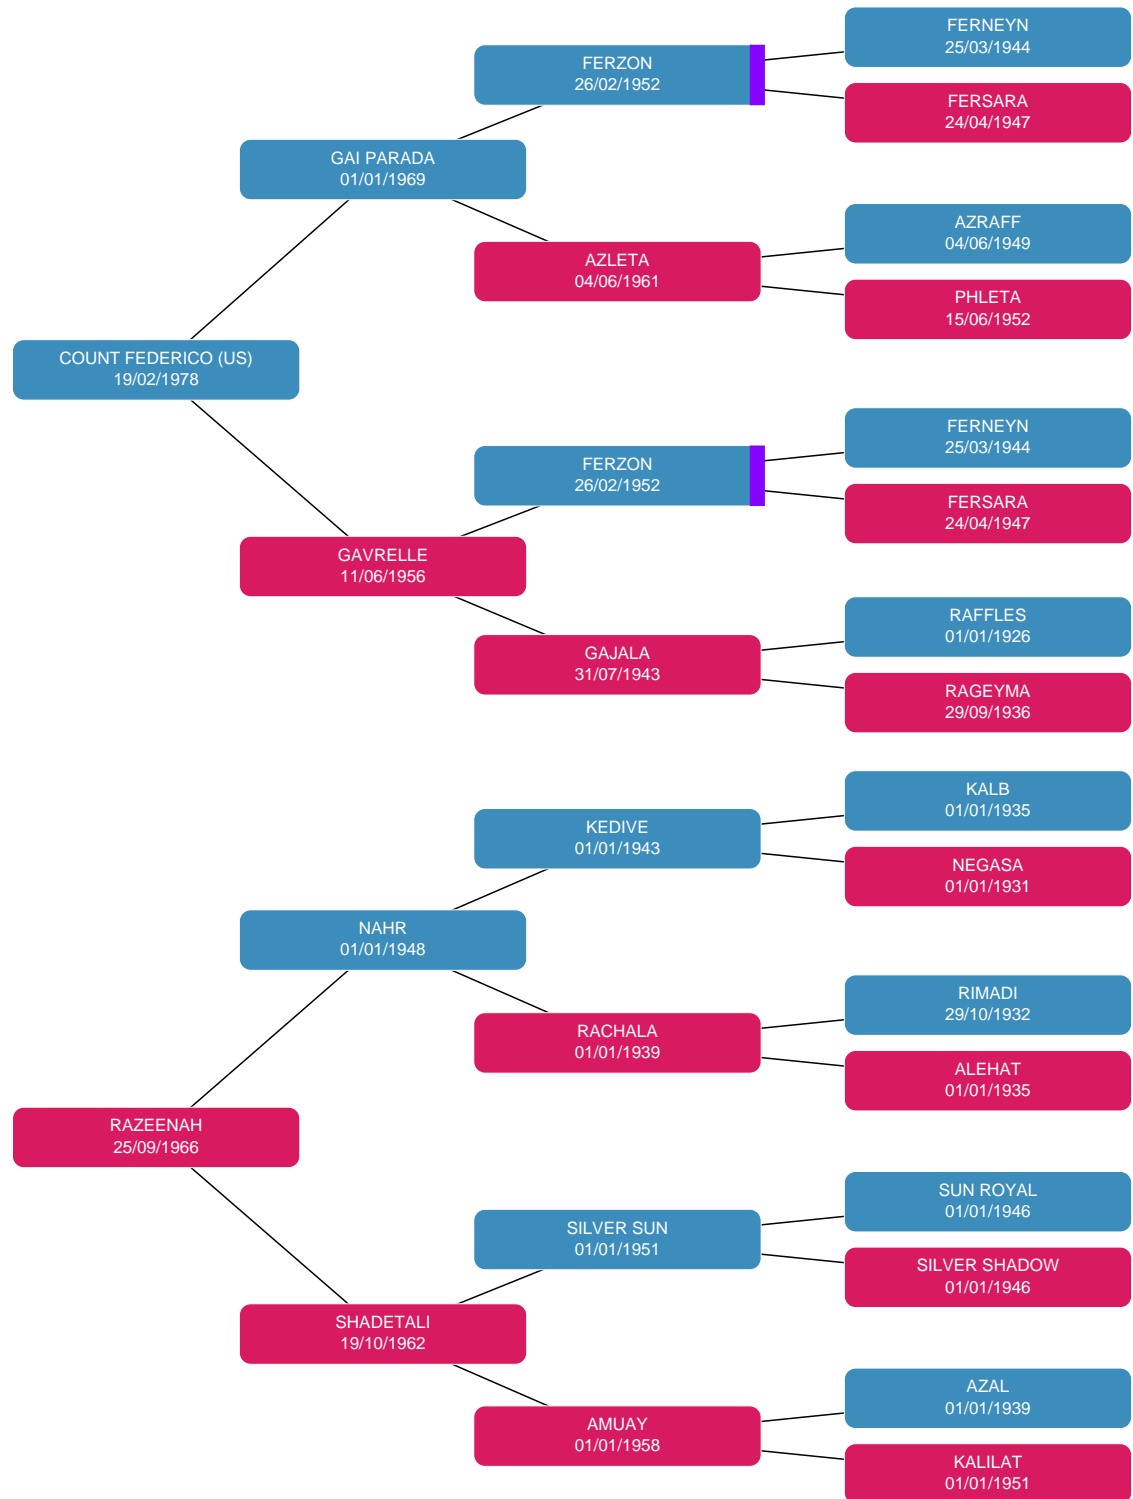 FERNEYN
25/03/1944
FERZON
26/02/1952
FERSARA
24/04/1947
GAI PARADA
01/01/1969
AZRAFF
04/06/1949
AZLETA
04/06/1961
PHLETA
15/06/1952
COUNT FEDERICO (US)
19/02/1978
FERNEYN
25/03/1944
FERZON
26/02/1952
FERSARA
24/04/1947
GAVRELLE
11/06/1956
RAFFLES
01/01/1926
GAJALA
31/07/1943
RAGEYMA
29/09/1936
KALB
01/01/1935
KEDIVE
01/01/1943
NEGASA
01/01/1931
NAHR
01/01/1948
RIMADI
29/10/1932
RACHALA
01/01/1939
ALEHAT
01/01/1935
RAZEENAH
25/09/1966
SUN ROYAL
01/01/1946
SILVER SUN
01/01/1951
SILVER SHADOW
01/01/1946
SHADETALI
19/10/1962
AZAL
01/01/1939
AMUAY
01/01/1958
KALILAT
01/01/1951